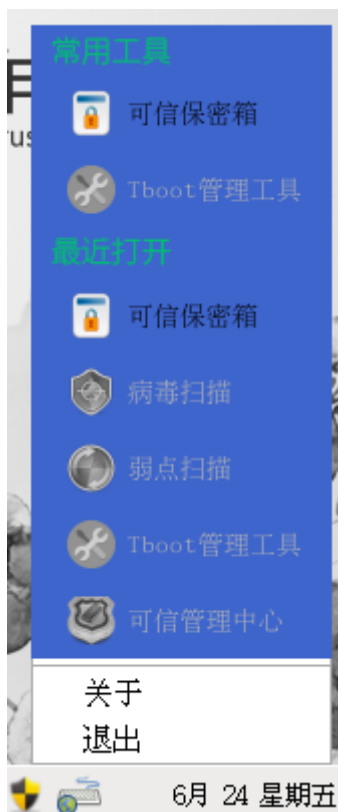 常用工具
可信保密箱
Tboot管理工具
最近打开
可信保密箱
病毒扫描
弱点扫描
Tboot管理工具
可信管理中心
关于
退出
6月 24 星期五